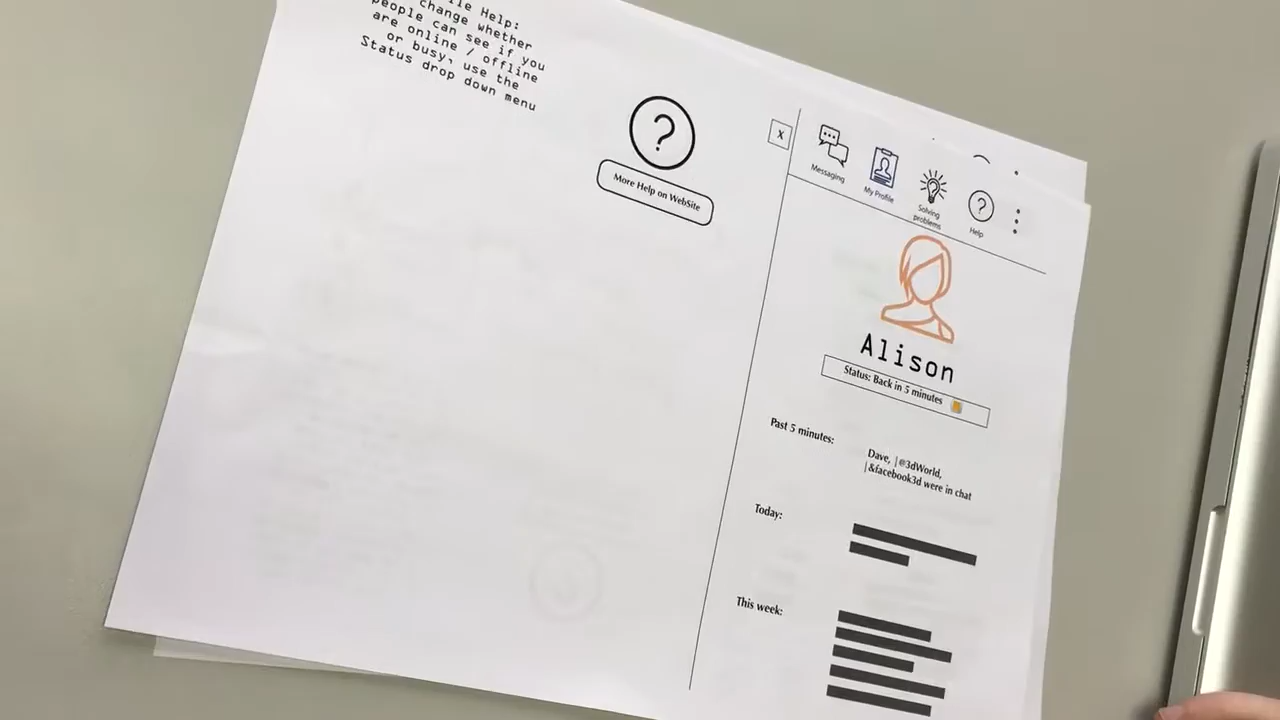 Help:
change whether
people can see if you
are online / offline
or busy, use the
Status drop down menu
?
More Help on WebSite
x
Messaging
My Profile
Solving
problems
?
Help
Alison
Status: Back in 5 minutes
Past 5 minutes:
Dave, |@3dWorld,
|&facebook3d were in chat
Today:
This week: